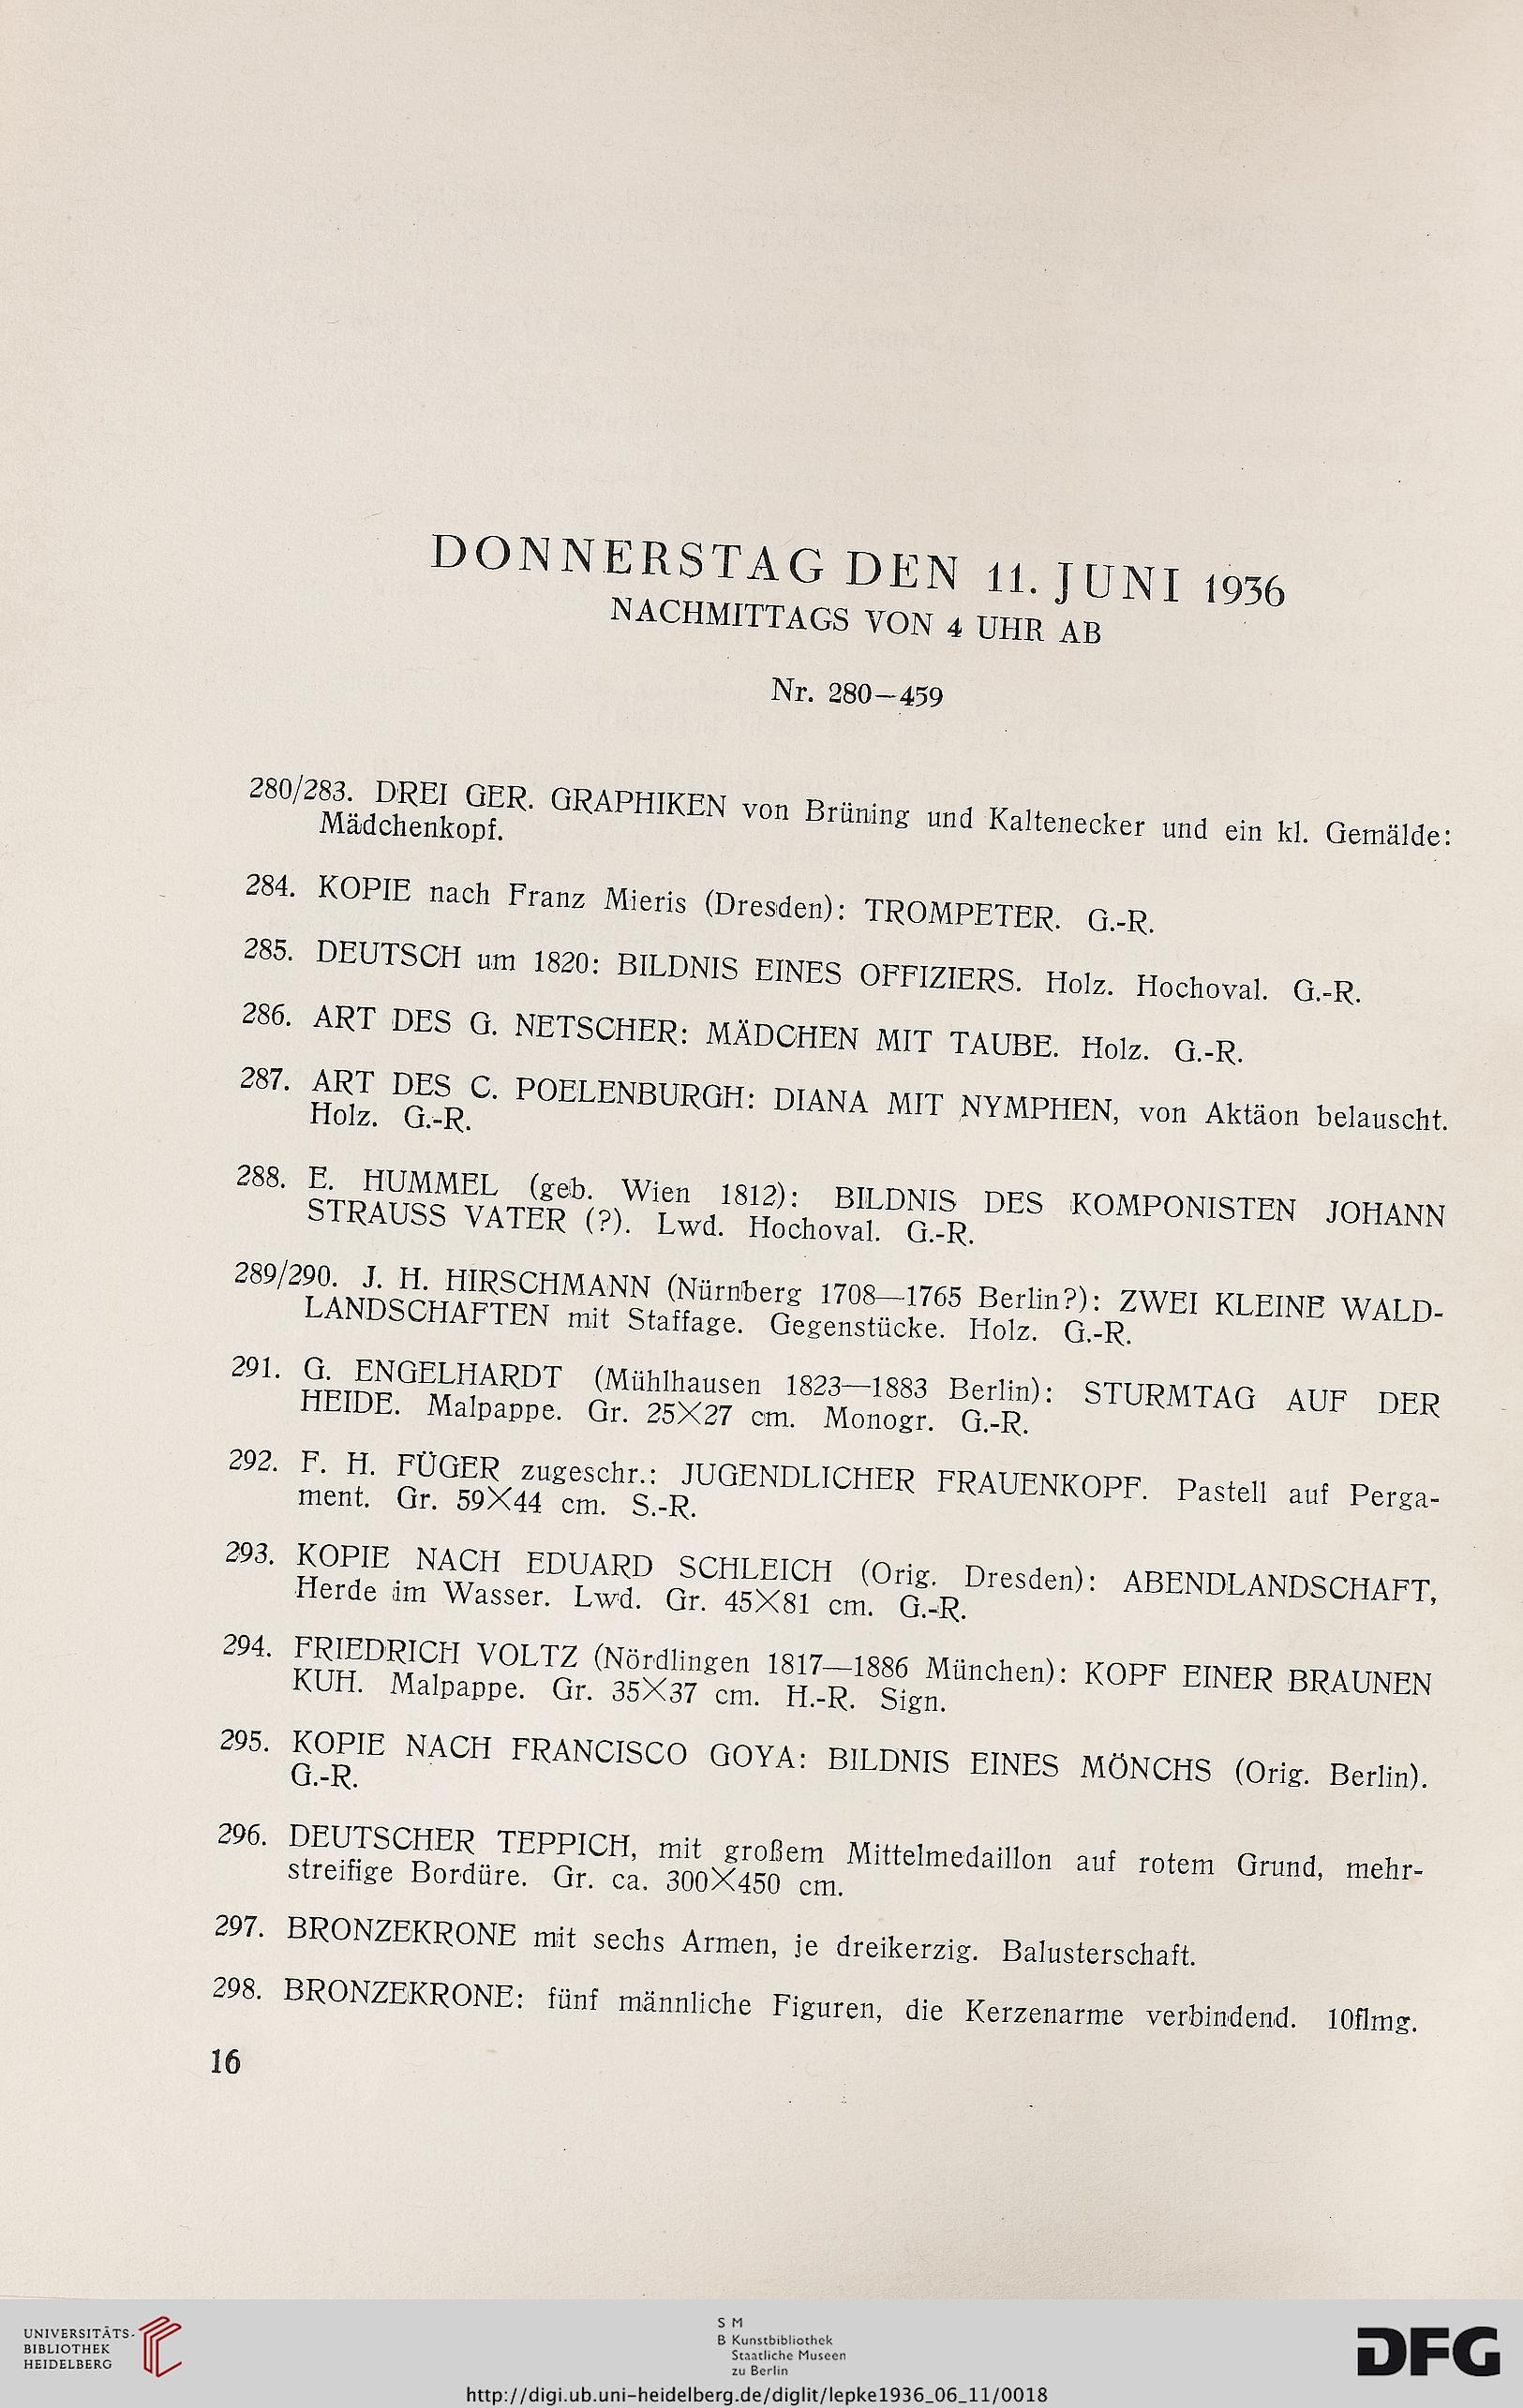 DONNERSTAG DEN 11. JUNI 1936
NACHMITTAGS VON 4 UHR AB
Nr. 280—459
280/283. DREI GER. GRAPHIKEN von Brüning und Kaltenecker und ein kl. Gemälde:
Mädchenkopf.
284. KOPIE nach Franz Mieris (Dresden): TROMPETER. G.-R.
285. DEUTSCH um 1820: BILDNIS EINES OFFIZIERS. Holz. Hochoval. G.-R.
286. ART DES G. NETSCHER: MÄDCHEN MIT TAUBE. Holz. G.-R.
287. ART DES C. POELENBURGH: DIANA MIT NYMPHEN, von Aktäon belauscht.
Holz. G.-R.
288. E. HUMMEL (geb. Wien 1812): BILDNIS DES KOMPONISTEN JOHANN
STRAUSS VATER (?). Lwd. Hochoval. G.-R.
289/290. J. H. HIRSCHMANN (Nürnberg 1708—1765 Berlin?): ZWEI KLEINE WALD-
LANDSCHAFTEN mit Staffage. Gegenstücke. Holz. G.-R.
291. G. ENGELHARDT (Mühlhausen 1823—1883 Berlin): STURMTAG AUF DER
HEIDE. Malpappe. Gr. 25×27 cm. Monogr. G.-R.
292. F. H. FÜGER zugeschr.: JUGENDLICHER FRAUENKOPF. Pastell auf Perga-
ment. Gr. 59×44 cm. S.-R.
293. KOPIE NACH EDUARD SCHLEICH (Orig. Dresden): ABENDLANDSCHAFT,
Herde im Wasser. Lwd. Gr. 45×81 cm. G.-R.
294. FRIEDRICH VOLTZ (Nördlingen 1817—1886 München): KOPF EINER BRAUNEN
KUH. Malpappe. Gr. 35×37 cm. H.-R. Sign.
295. KOPIE NACH FRANCISCO GOYA: BILDNIS EINES MÖNCHS (Orig. Berlin).
G.-R.
296. DEUTSCHER TEPPICH, mit großem Mittelmedaillon auf rotem Grund, mehr-
streifige Bordüre. Gr. ca. 300×450 cm.
297. BRONZEKRONE mit sechs Armen, je dreikerzig. Balusterschaft.
298. BRONZEKRONE: fünf männliche Figuren, die Kerzenarme verbindend. 10flmg.
16
UNIVERSITÄTS-
BIBLIOTHEK
HEIDELBERG
S M
B Kunstbibliothek
Staatliche Museen
zu Berlin
DFG
http://digi.ub.uni-heidelberg.de/diglit/lepke1936_06_11/0018